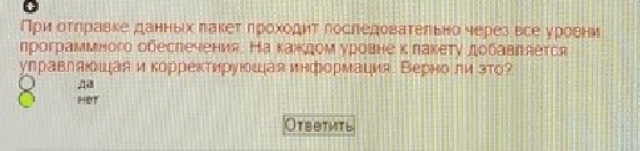 При отправке данных пакет проходит последовательно через все уровни
программного обеспечения. На каждом уровне к пакету добавляется
управляющая и корректирующая информация. Верно ли это?
да
нет
Ответить